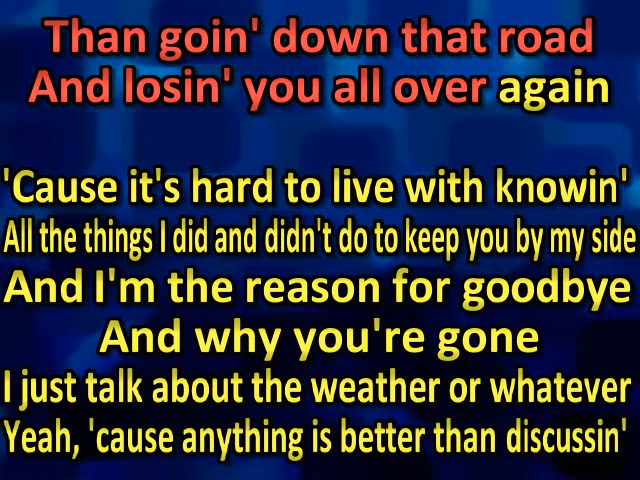 Than goin' down that road
And losin' you all over again
'Cause it's hard to live with knowin'
All the things I did and didn't do to keep you by my side
And I'm the reason for goodbye
And why you're gone
I just talk about the weather or whatever
Yeah, 'cause anything is better than discussin'